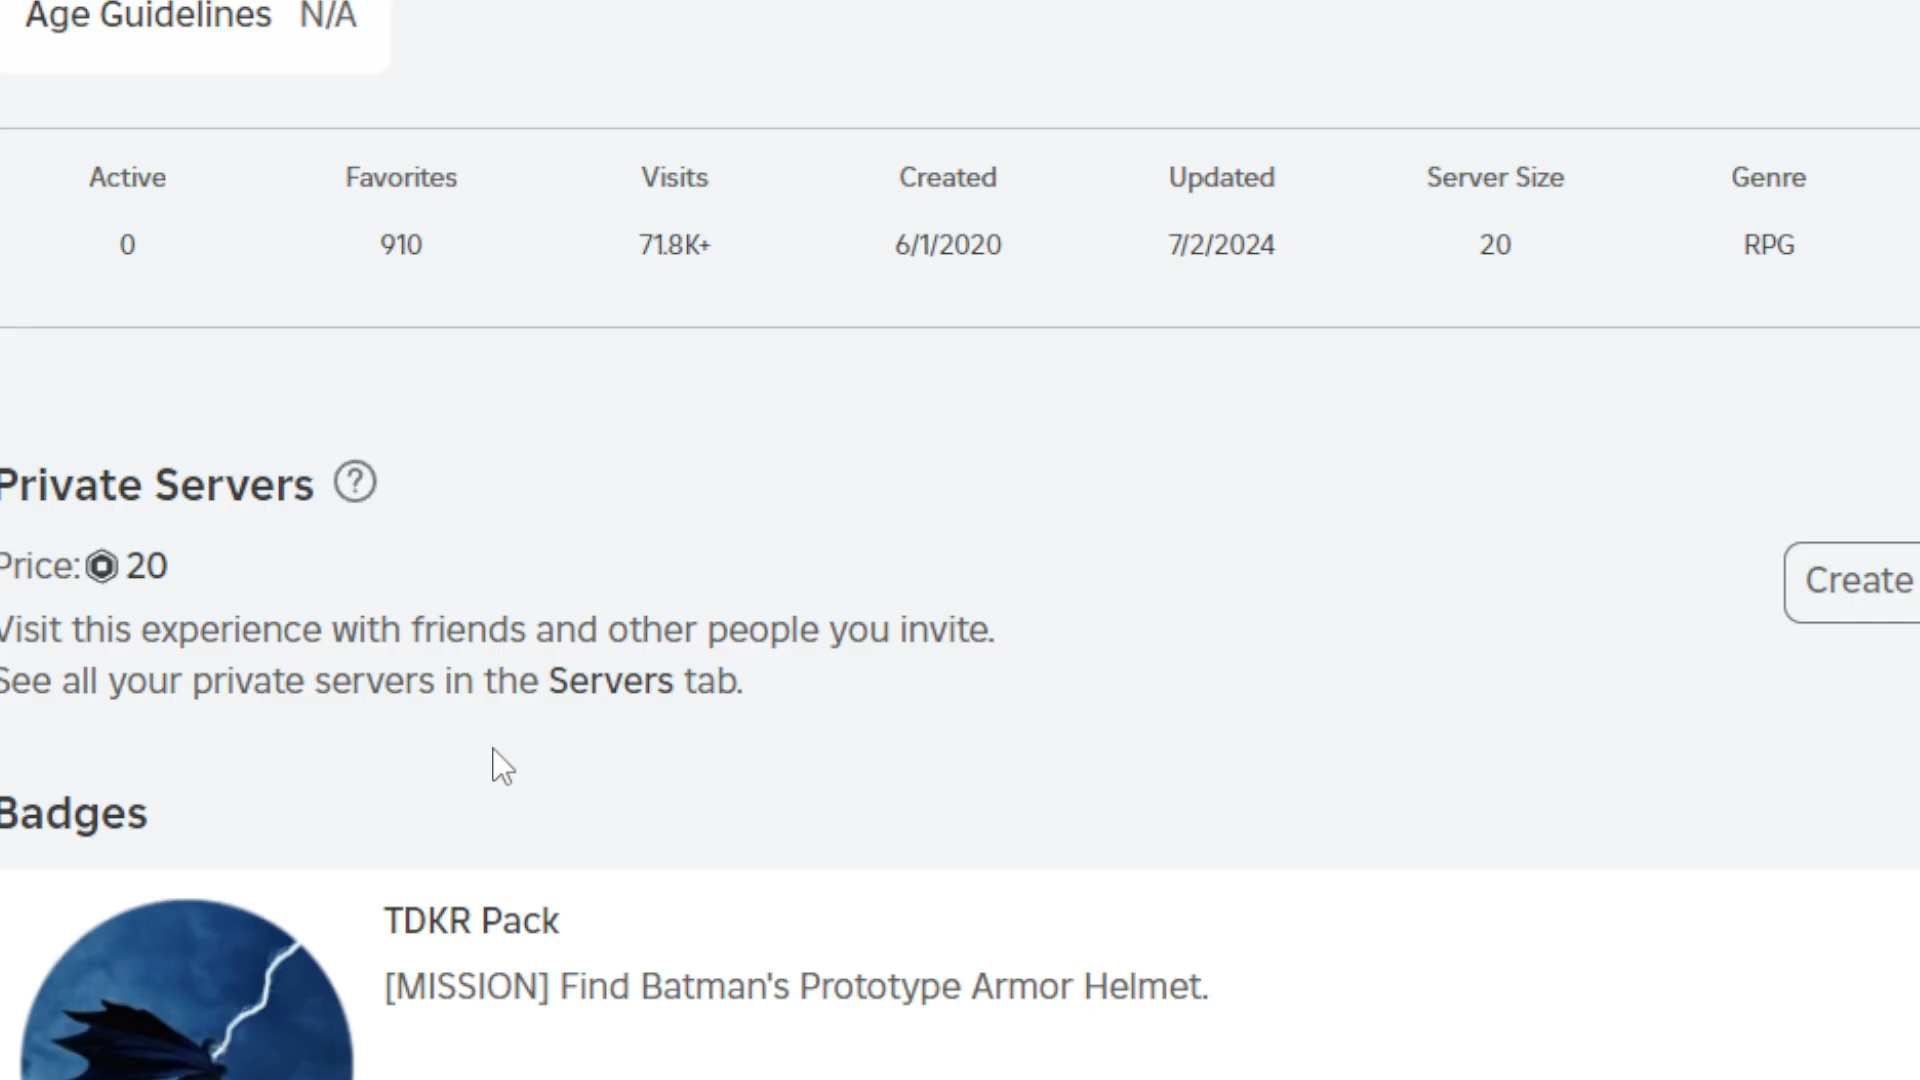 Age Guidelines N/A
Active Favorites Visits Created Updated Server Size Genre
0 910 71.8K+ 6/1/2020 7/2/2024 20 RPG
Private Servers ?
Price: 20
Visit this experience with friends and other people you invite.
See all your private servers in the Servers tab.
Create
Badges
TDKR Pack
[MISSION] Find Batman's Prototype Armor Helmet.